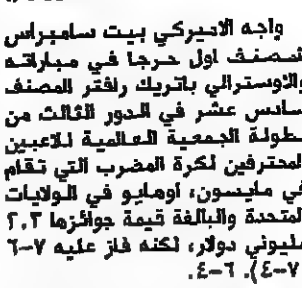 واجه الاميركي بيت سامبراس
المصنف اول حرجا في مباراته
والاوسترالي باتريك رافتر المصنف
سادس عشر في الدور الثالث من
بطولة الجمعية العالمية للاعبين
المحترفين لكرة المضرب التي تقام
في مايسون، اوهايو في الولايات
المتحدة والبالغة قيمة جوائزها ٢,٢
مليوني دولار، لكنه فاز عليه ٧-٦
(٧-٤)، ٦-٤.